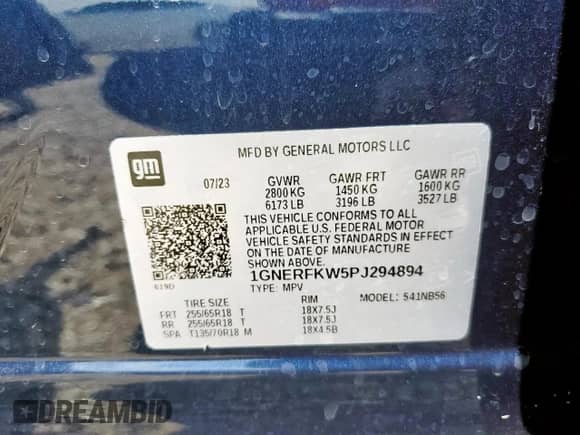 gm
MFD BY GENERAL MOTORS LLC
07/23
GVWR GAWR FRT GAWR RR
2800 KG 1450 KG 1600 KG
6173 LB 3196 LB 3527 LB
THIS VEHICLE CONFORMS TO ALL
APPLICABLE U.S. FEDERAL MOTOR
VEHICLE SAFETY STANDARDS IN EFFECT
ON THE DATE OF MANUFACTURE
SHOWN ABOVE.
1GNERFKW5PJ294894
619D
TYPE: MPV MODEL: 541NB56
TIRE SIZE RIM
FRT 255/65R18 T 18X7.5J
RR 255/65R18 T 18X7.5J
SPA T135/70R18 M 18X4.5B
DREAMBID